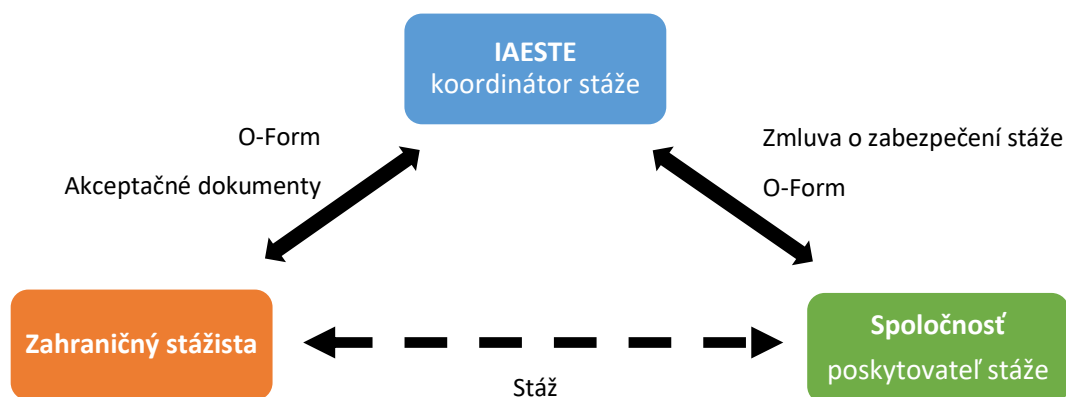 IAESTE
koordinátor stáže
O-Form
Akceptačné dokumenty
Zmluva o zabezpečení stáže
O-Form
Zahraničný stážista
Stáž
Spoločnosť
poskytovateľ stáže